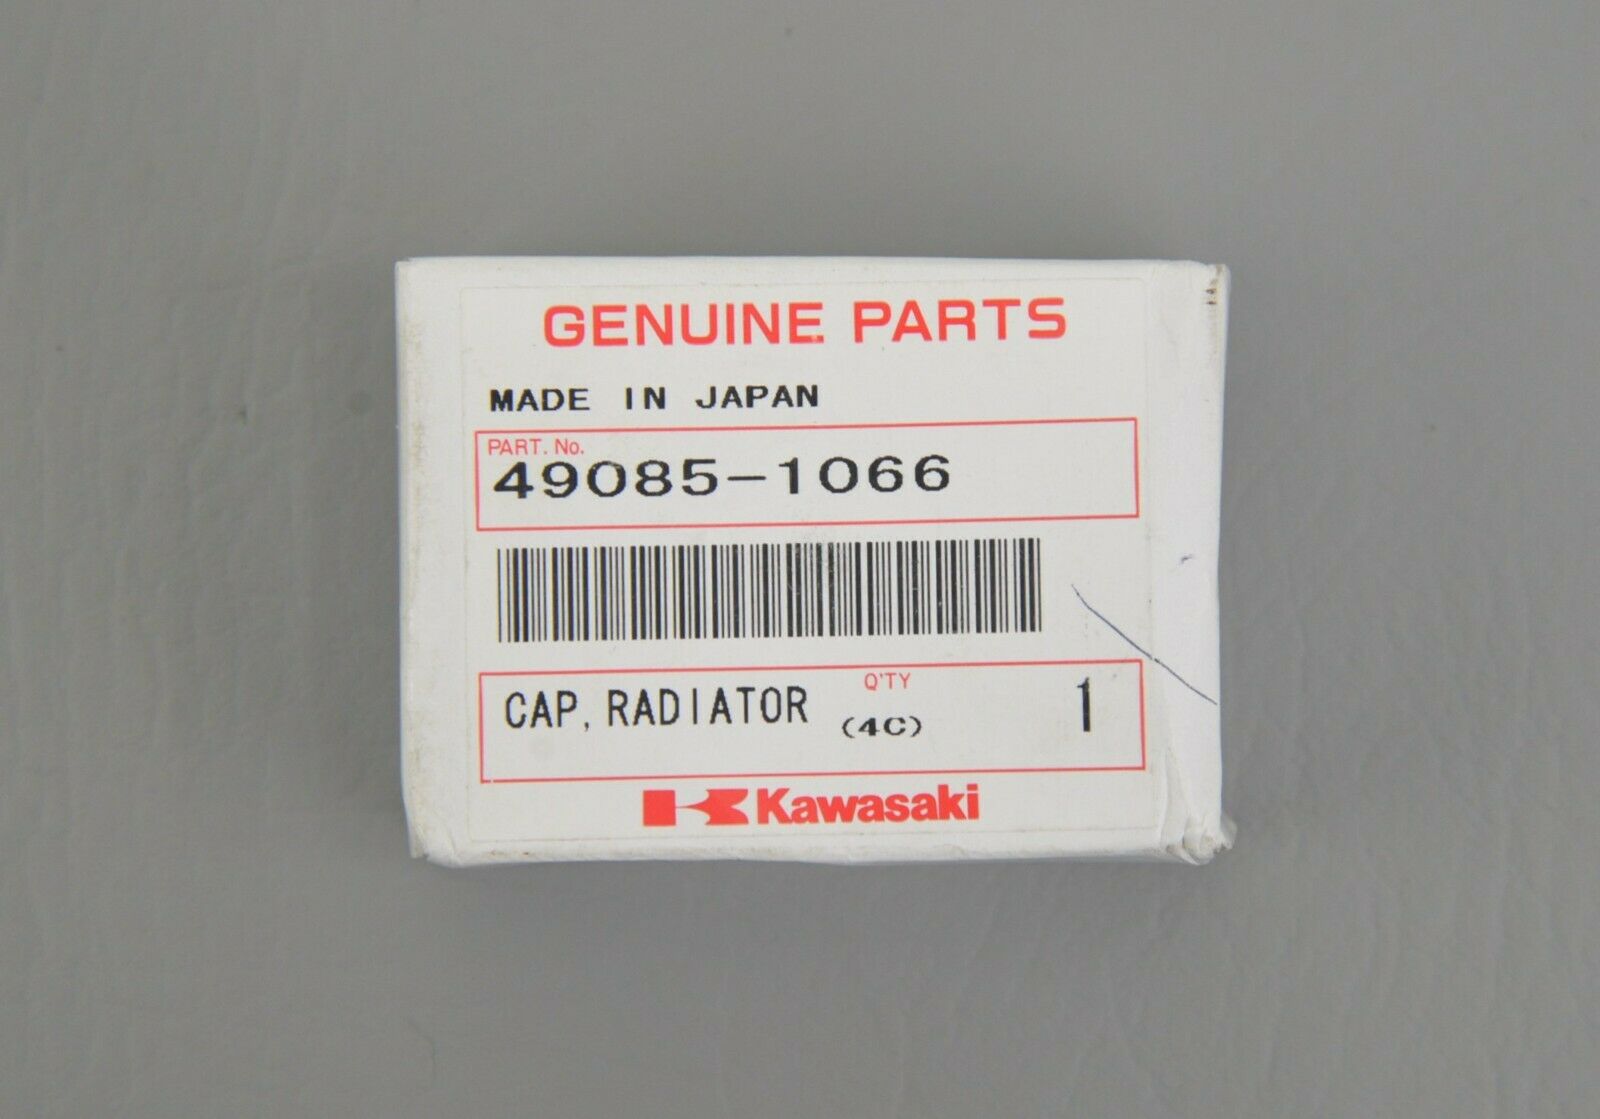 GENUINE PARTS
MADE IN JAPAN
PART. No.
49085-1066
CAP, RADIATOR Q'TY (4C) 1
Kawasaki